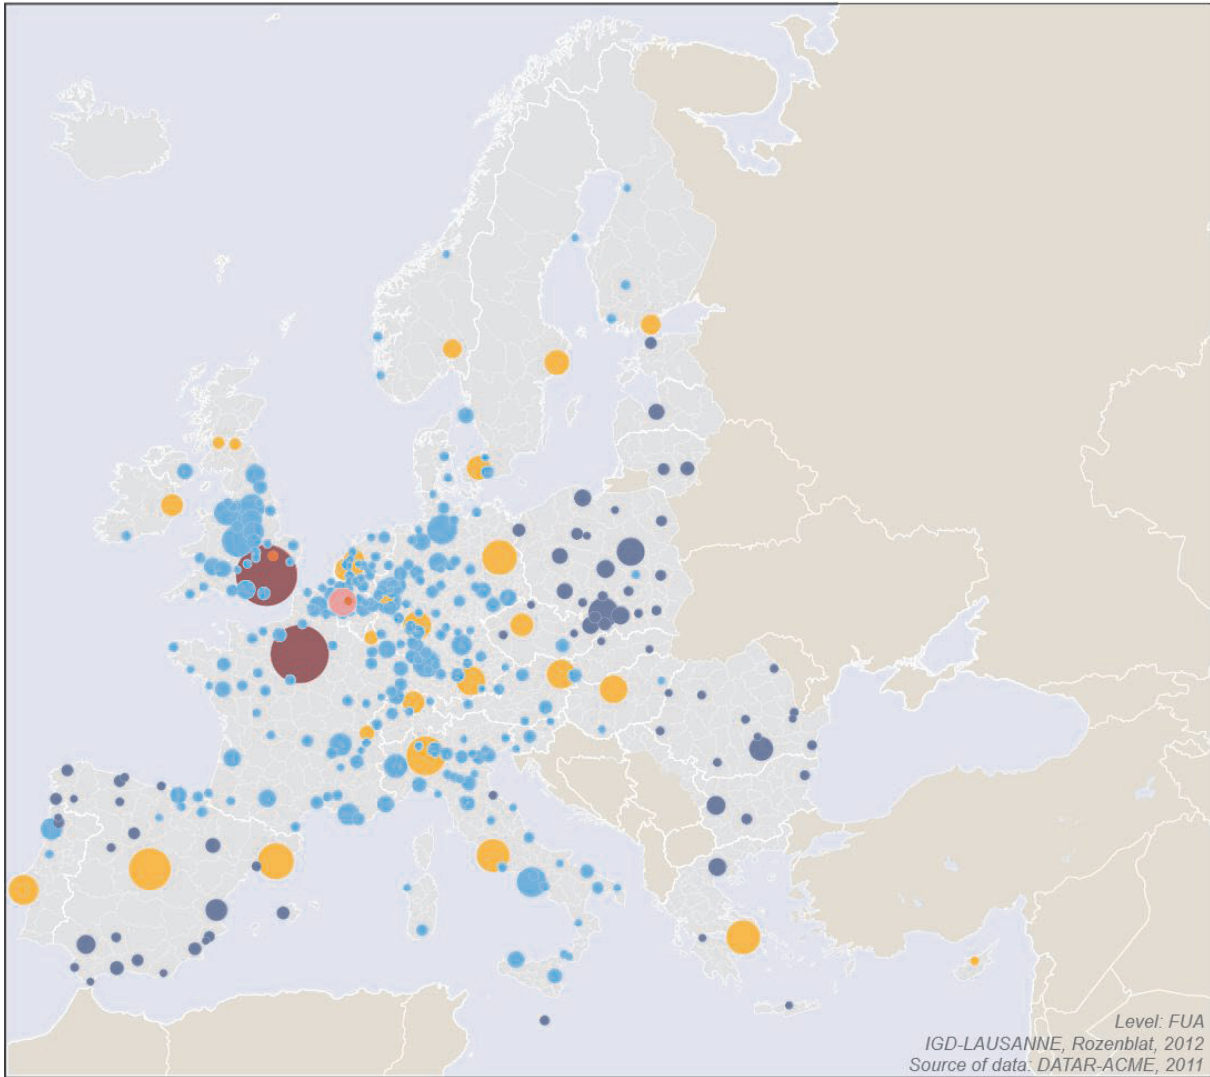 Level: FUA
IGD-LAUSANNE, Rozenblat, 2012
Source of data: DATAR-ACME, 2011